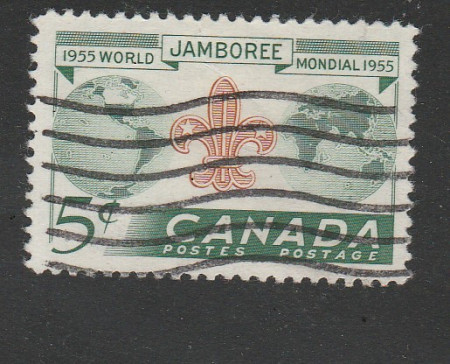 JAMBOREE
1955 WORLD MONDIAL 1955
5¢ CANADA
POSTES POSTAGE